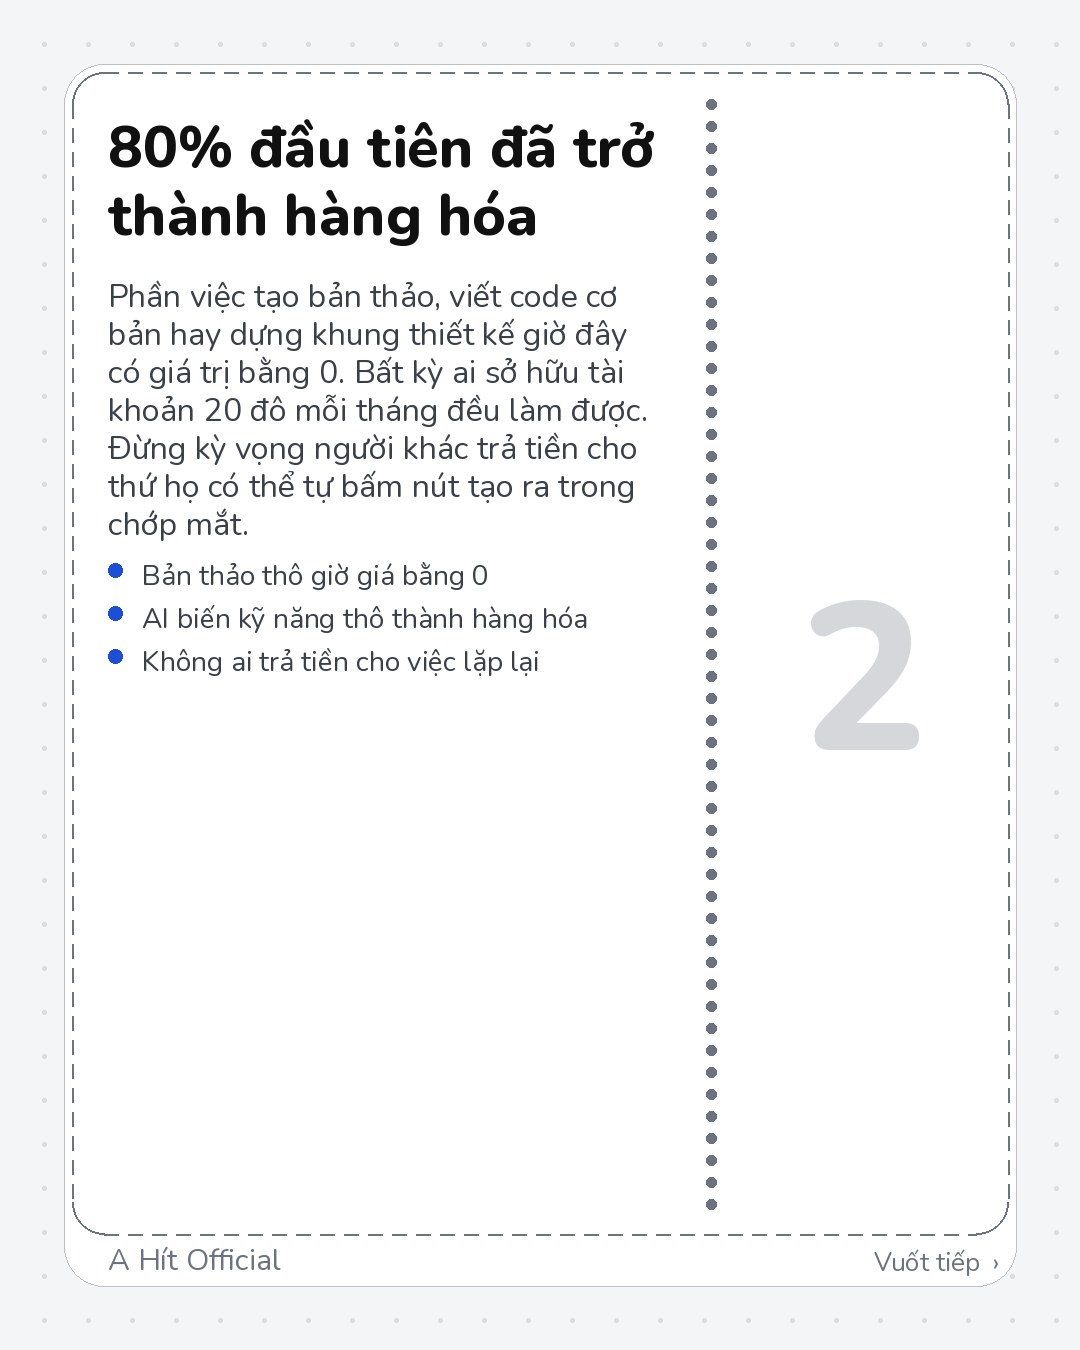 80% đầu tiên đã trở
thành hàng hóa
Phần việc tạo bản thảo, viết code cơ
bản hay dựng khung thiết kế giờ đây
có giá trị bằng 0. Bất kỳ ai sở hữu tài
khoản 20 đô mỗi tháng đều làm được.
Đừng kỳ vọng người khác trả tiền cho
thứ họ có thể tự bấm nút tạo ra trong
chớp mắt.
Bản thảo thô giờ giá bằng 0
AI biến kỹ năng thô thành hàng hóa
Không ai trả tiền cho việc lặp lại
2
A Hít Official
Vuốt tiếp ›